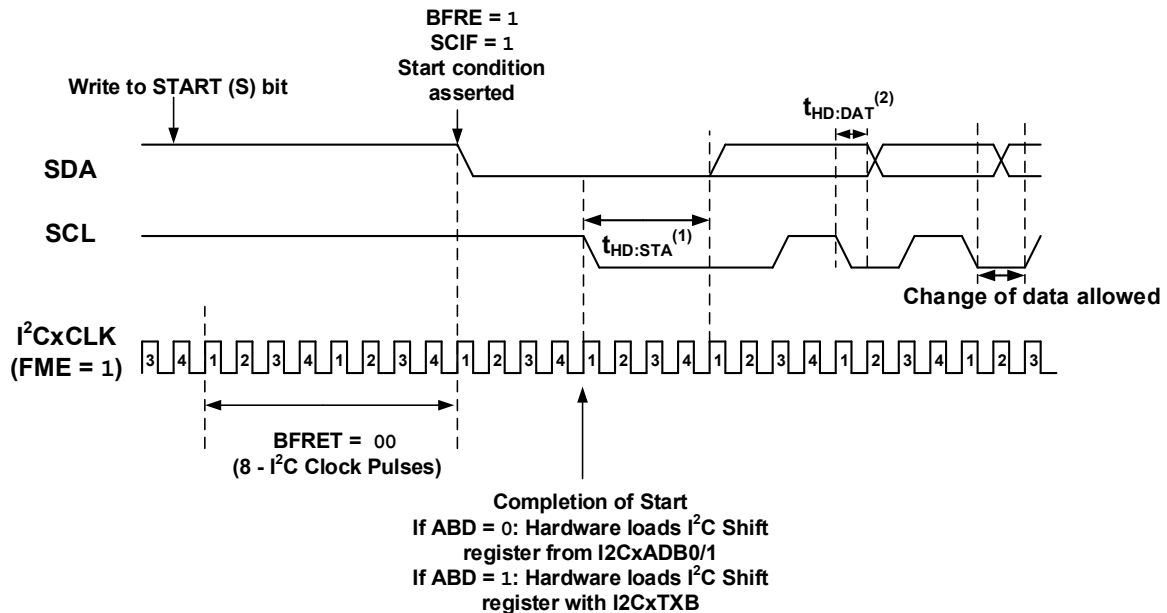 BFRE = 1
SCIF = 1
Start condition
asserted
Write to START (S) bit
tHD:DAT(2)
SDA
SCL
tHD:STA(1)
Change of data allowed
I²CxCLK
(FME = 1)
3 4 1 2 3 4 1 2 3 4 1 2 3 4 1 2 3 4 1 2 3 4 1 2 3 4 1 2 3
BFRET = 00
(8 - I²C Clock Pulses)
Completion of Start
If ABD = 0: Hardware loads I²C Shift
register from I2CxADB0/1
If ABD = 1: Hardware loads I²C Shift
register with I2CxTXB